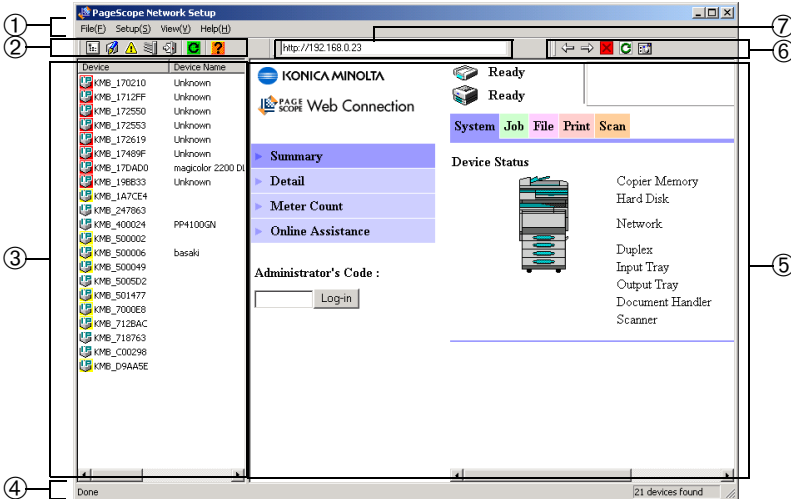 PageScope Network Setup
①
File(F) Setup(S) View(V) Help(H)
⑦
②
http://192.168.0.23
⑥
③
Device Device Name
KMB_170210 Unknown
KMB_1712FF Unknown
KMB_172550 Unknown
KMB_172553 Unknown
KMB_172619 Unknown
KMB_17489F Unknown
KMB_17DAD0 magicolor 2200 DL
KMB_19BB33 Unknown
KMB_1A7CE4
KMB_247863
KMB_400024 PP4100GN
KMB_500002
KMB_500006 basaki
KMB_500049
KMB_5005D2
KMB_501477
KMB_7000E8
KMB_712BAC
KMB_718763
KMB_C00298
KMB_D9AA5E
KONICA MINOLTA
PAGE SCOPE Web Connection
Summary
Detail
Meter Count
Online Assistance
Administrator's Code :
Log-in
Ready
Ready
System Job File Print Scan
Device Status
Copier Memory
Hard Disk
Network
Duplex
Input Tray
Output Tray
Document Handler
Scanner
⑤
④
Done
21 devices found